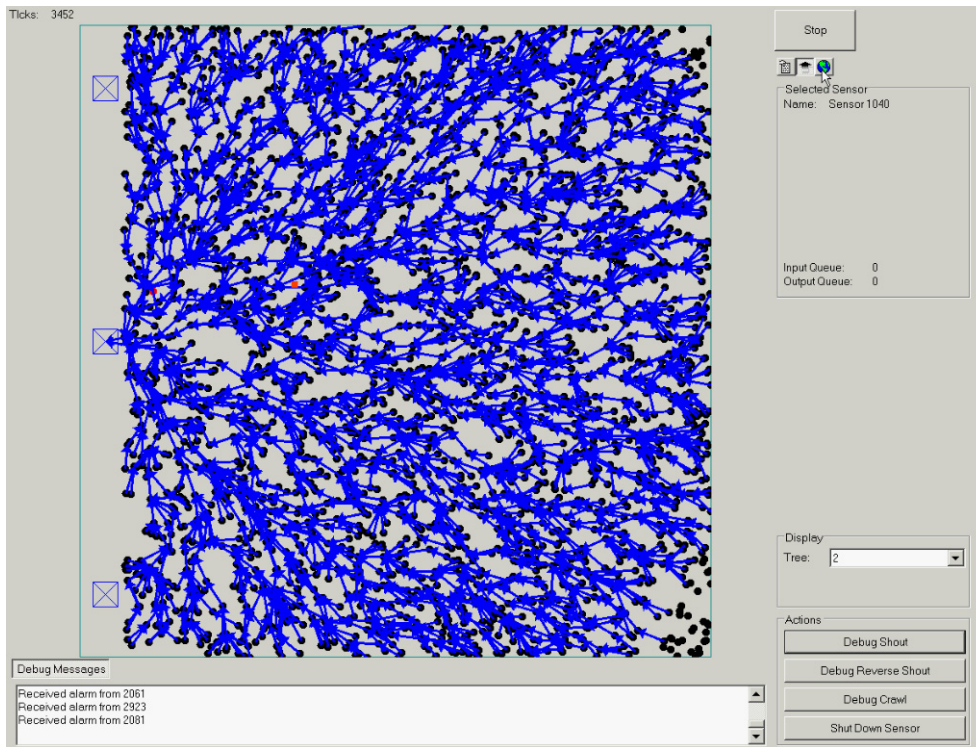 TIcks: 3452
Stop
Selected Sensor
Name: Sensor 1040
Input Queue: 0
Output Queue: 0
Display
Tree: 2
Actions
Debug Shout
Debug Reverse Shout
Debug Crawl
Shut Down Sensor
Debug Messages
Received alarm from 2061
Received alarm from 2923
Received alarm from 2081